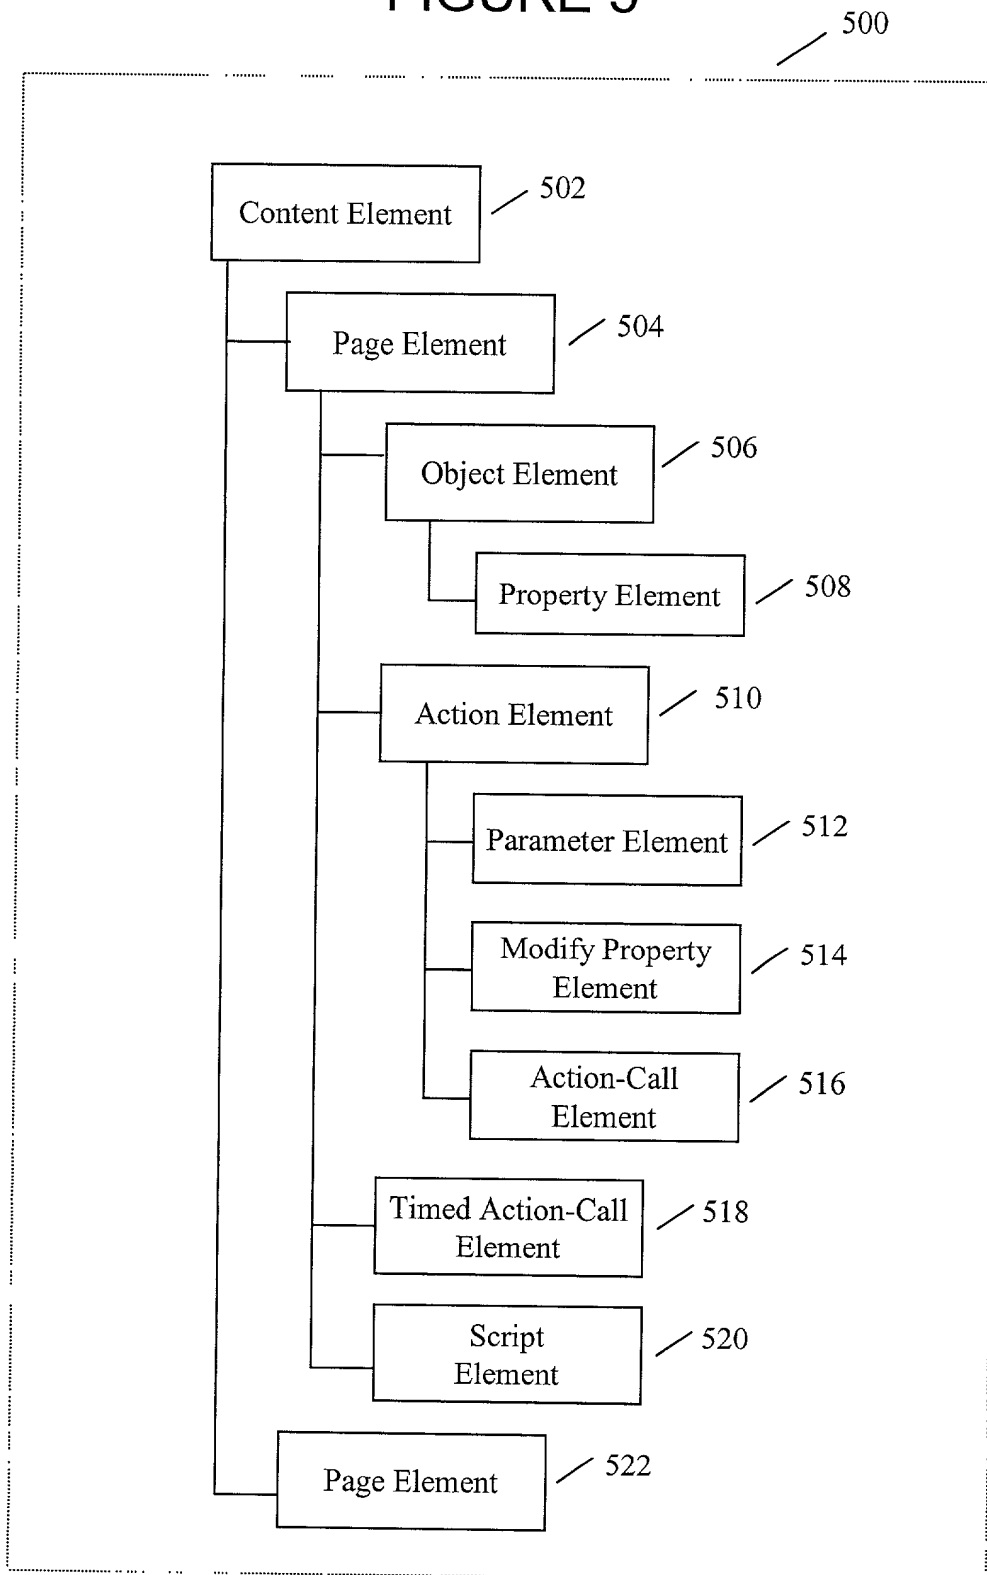 FIGURE 5
500
Content Element
502
Page Element
504
Object Element
506
Property Element
508
Action Element
510
Parameter Element
512
Modify Property
Element
514
Action-Call
Element
516
Timed Action-Call
Element
518
Script
Element
520
Page Element
522